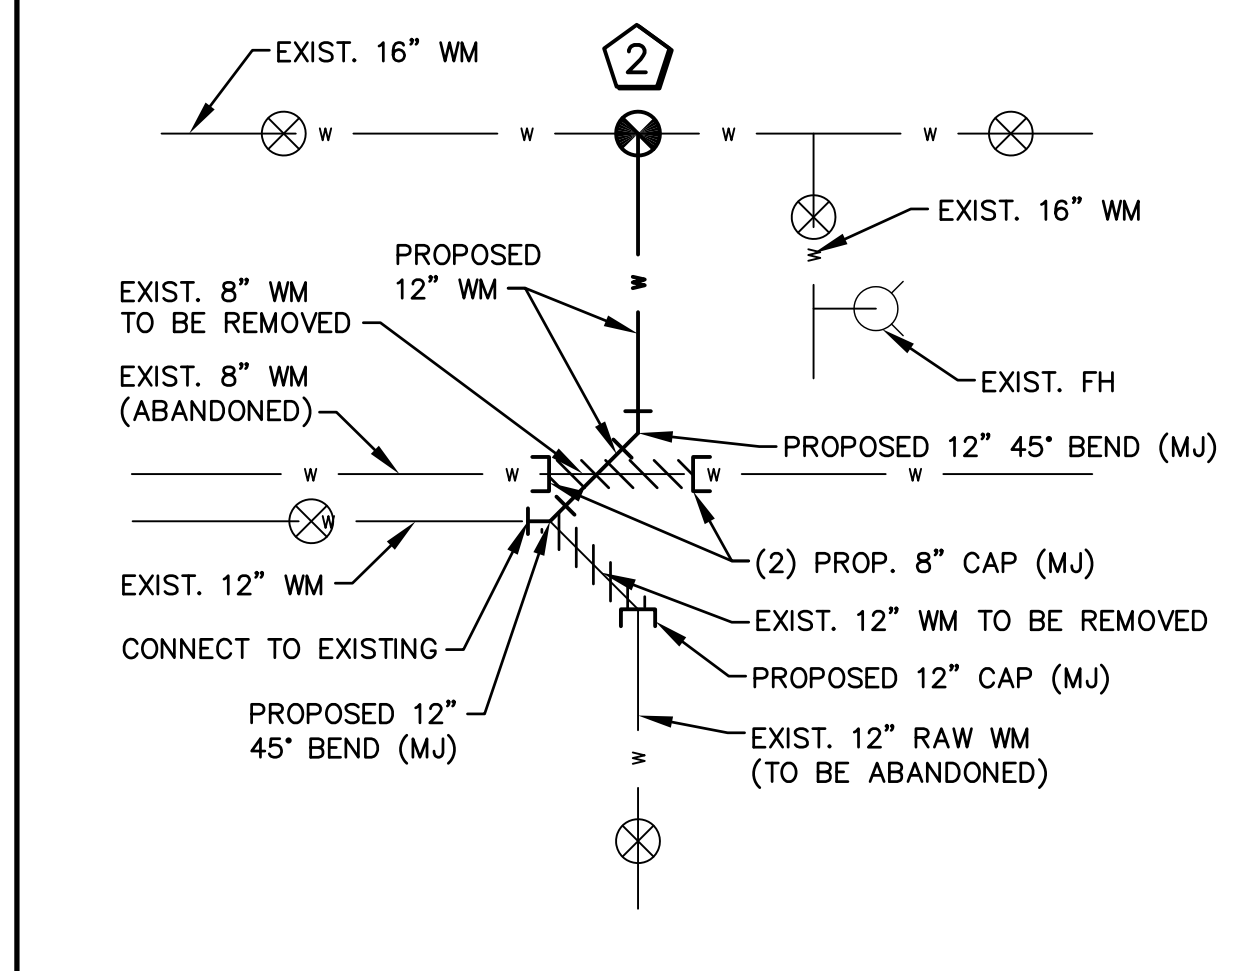 2
EXIST. 16" WM
W W W W
EXIST. 16" WM
W
PROPOSED
12" WM
W
EXIST. 8" WM
TO BE REMOVED
EXIST. 8" WM
(ABANDONED)
EXIST. FH
PROPOSED 12" 45° BEND (MJ)
W W W W
W
(2) PROP. 8" CAP (MJ)
EXIST. 12" WM
EXIST. 12" WM TO BE REMOVED
CONNECT TO EXISTING
PROPOSED 12" CAP (MJ)
PROPOSED 12"
45° BEND (MJ)
EXIST. 12" RAW WM
(TO BE ABANDONED)
W